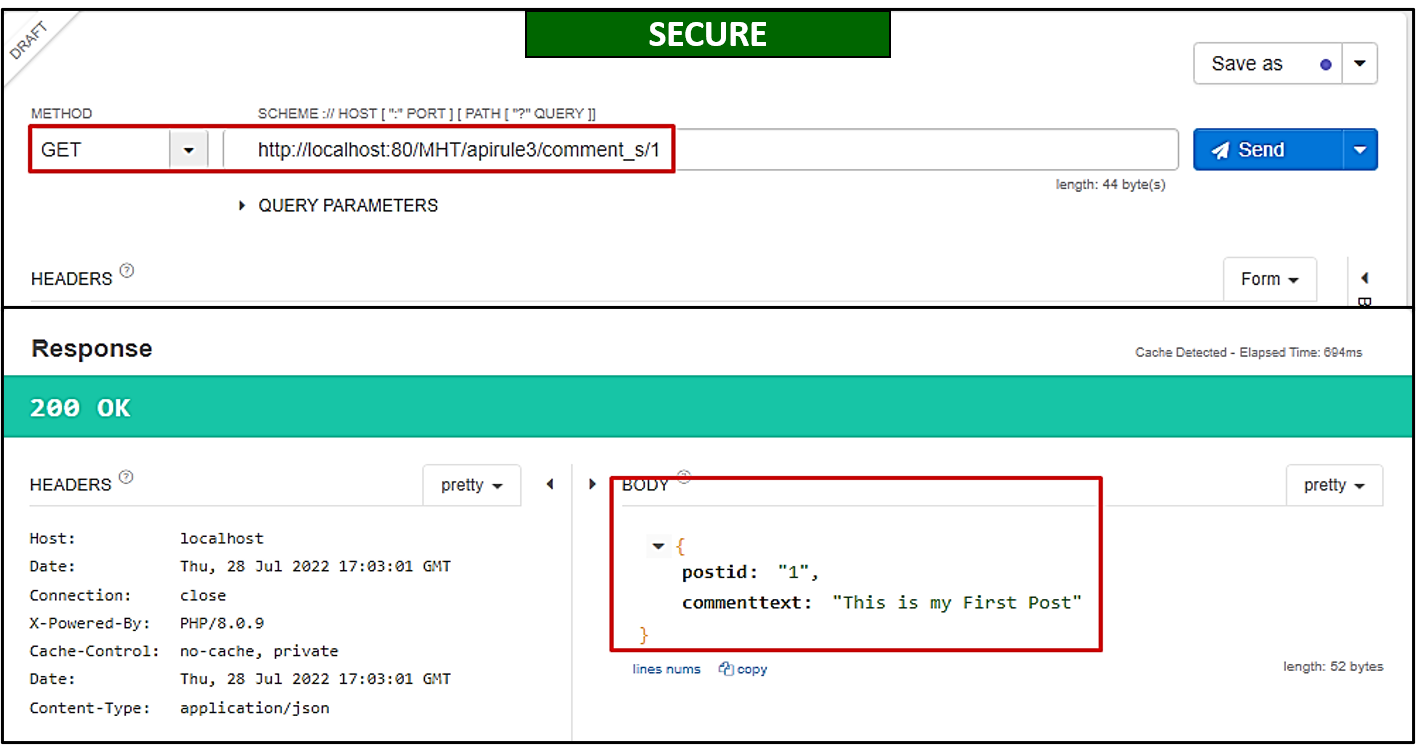 DRAFT
SECURE
Save as
METHOD
SCHEME :// HOST [ ":" PORT ] [ PATH [ "?" QUERY ]]
GET
http://localhost:80/MHT/apirule3/comment_s/1
Send
length: 44 byte(s)
QUERY PARAMETERS
HEADERS ?
Form
B
Response
Cache Detected - Elapsed Time: 694ms
200 OK
HEADERS ?
pretty
BODY ?
pretty
Host: localhost
Date: Thu, 28 Jul 2022 17:03:01 GMT
Connection: close
X-Powered-By: PHP/8.0.9
Cache-Control: no-cache, private
Date: Thu, 28 Jul 2022 17:03:01 GMT
Content-Type: application/json
{
postid: "1",
commenttext: "This is my First Post"
}
lines nums copy
length: 52 bytes